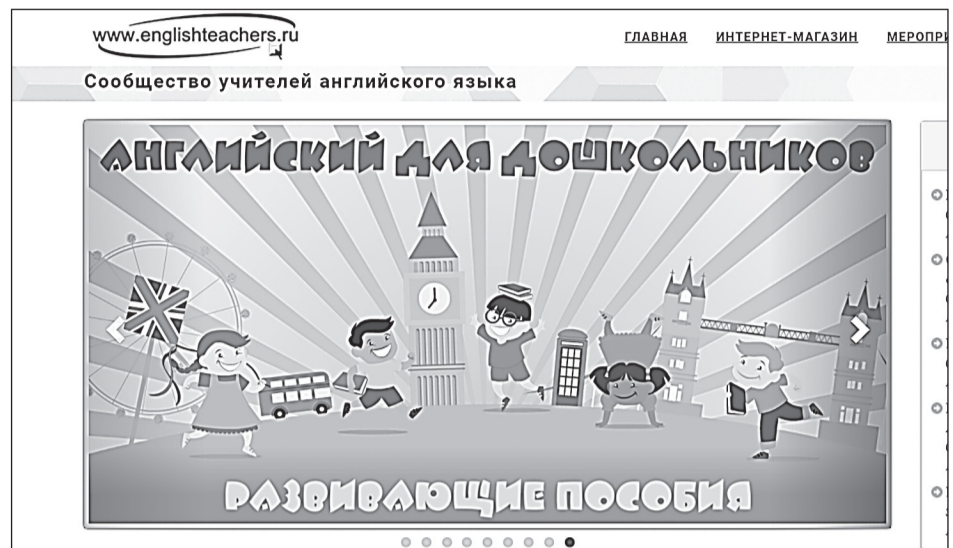 www.englishteachers.ru
ГЛАВНАЯ ИНТЕРНЕТ-МАГАЗИН
Сообщество учителей английского языка
АНГЛИЙСКИЙ ДЛЯ ДОШКОЛЬНИКОВ
РАЗВИВАЮЩИЕ ПОСОБИЯ